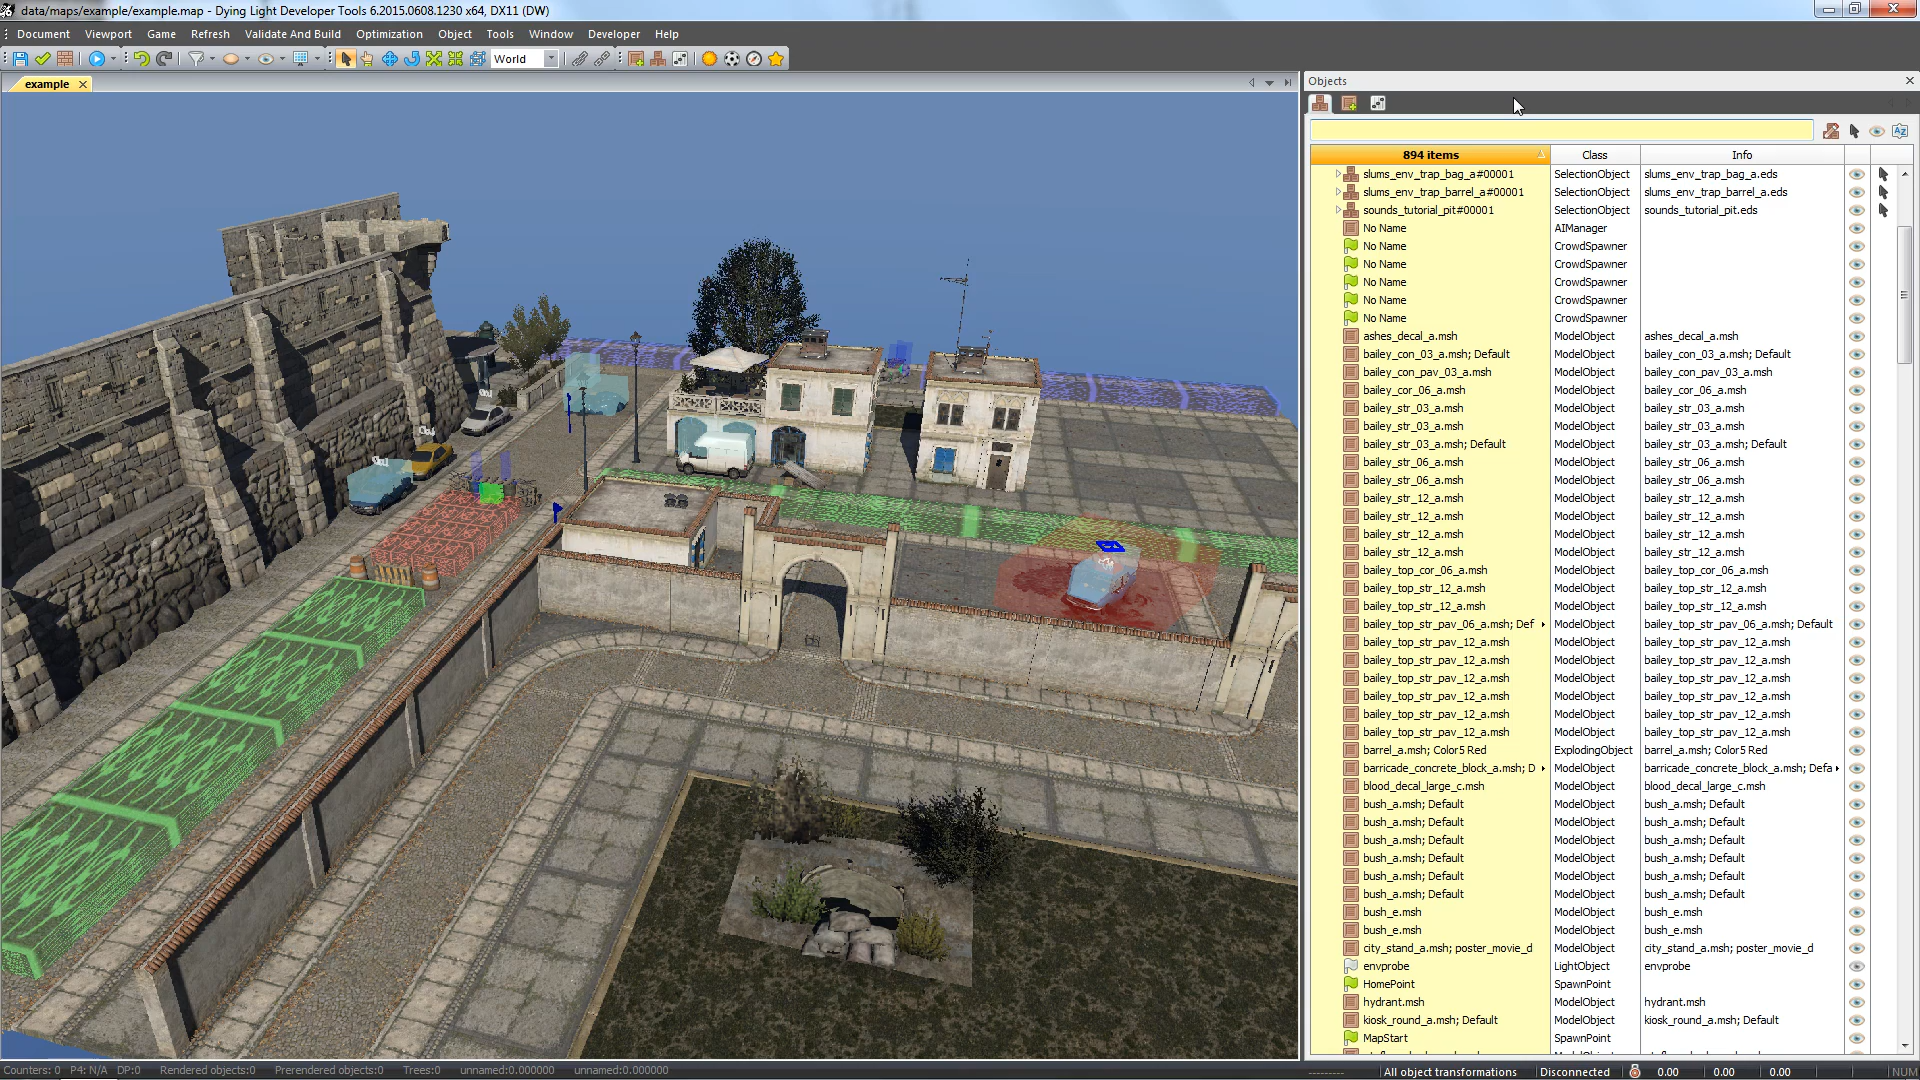 data/maps/example/example.map - Dying Light Developer Tools 6.2015.0608.1230 x64, DX11 (DW)
Document Viewport Game Refresh Validate And Build Optimization Object Tools Window Developer Help
World
example
Objects
894 items Class Info
slums_env_trap_bag_a#00001 SelectionObject slums_env_trap_bag_a.eds
slums_env_trap_barrel_a#00001 SelectionObject slums_env_trap_barrel_a.eds
sounds_tutorial_pit#00001 SelectionObject sounds_tutorial_pit.eds
No Name AIManager
No Name CrowdSpawner
No Name CrowdSpawner
No Name CrowdSpawner
No Name CrowdSpawner
No Name CrowdSpawner
ashes_decal_a.msh ModelObject ashes_decal_a.msh
bailey_con_03_a.msh; Default ModelObject bailey_con_03_a.msh; Default
bailey_con_pav_03_a.msh ModelObject bailey_con_pav_03_a.msh
bailey_cor_06_a.msh ModelObject bailey_cor_06_a.msh
bailey_str_03_a.msh ModelObject bailey_str_03_a.msh
bailey_str_03_a.msh ModelObject bailey_str_03_a.msh
bailey_str_03_a.msh; Default ModelObject bailey_str_03_a.msh; Default
bailey_str_06_a.msh ModelObject bailey_str_06_a.msh
bailey_str_06_a.msh ModelObject bailey_str_06_a.msh
bailey_str_12_a.msh ModelObject bailey_str_12_a.msh
bailey_str_12_a.msh ModelObject bailey_str_12_a.msh
bailey_str_12_a.msh ModelObject bailey_str_12_a.msh
bailey_str_12_a.msh ModelObject bailey_str_12_a.msh
bailey_top_cor_06_a.msh ModelObject bailey_top_cor_06_a.msh
bailey_top_str_12_a.msh ModelObject bailey_top_str_12_a.msh
bailey_top_str_12_a.msh ModelObject bailey_top_str_12_a.msh
bailey_top_str_pav_06_a.msh; Def ModelObject bailey_top_str_pav_06_a.msh; Default
bailey_top_str_pav_12_a.msh ModelObject bailey_top_str_pav_12_a.msh
bailey_top_str_pav_12_a.msh ModelObject bailey_top_str_pav_12_a.msh
bailey_top_str_pav_12_a.msh ModelObject bailey_top_str_pav_12_a.msh
bailey_top_str_pav_12_a.msh ModelObject bailey_top_str_pav_12_a.msh
bailey_top_str_pav_12_a.msh ModelObject bailey_top_str_pav_12_a.msh
bailey_top_str_pav_12_a.msh ModelObject bailey_top_str_pav_12_a.msh
barrel_a.msh; Color5 Red ExplodingObject barrel_a.msh; Color5 Red
barricade_concrete_block_a.msh; D ModelObject barricade_concrete_block_a.msh; Defa
blood_decal_large_c.msh ModelObject blood_decal_large_c.msh
bush_a.msh; Default ModelObject bush_a.msh; Default
bush_a.msh; Default ModelObject bush_a.msh; Default
bush_a.msh; Default ModelObject bush_a.msh; Default
bush_a.msh; Default ModelObject bush_a.msh; Default
bush_a.msh; Default ModelObject bush_a.msh; Default
bush_a.msh; Default ModelObject bush_a.msh; Default
bush_e.msh ModelObject bush_e.msh
bush_e.msh ModelObject bush_e.msh
city_stand_a.msh; poster_movie_d ModelObject city_stand_a.msh; poster_movie_d
envprobe LightObject envprobe
HomePoint SpawnPoint
hydrant.msh ModelObject hydrant.msh
kiosk_round_a.msh; Default ModelObject kiosk_round_a.msh; Default
MapStart SpawnPoint
Counters: 0 P4: N/A DP:0 Rendered objects:0 Prerendered objects:0 Trees:0 unnamed:0.000000 unnamed:0.000000
--------- All object transformations Disconnected 0.00 0.00 0.00 NUM